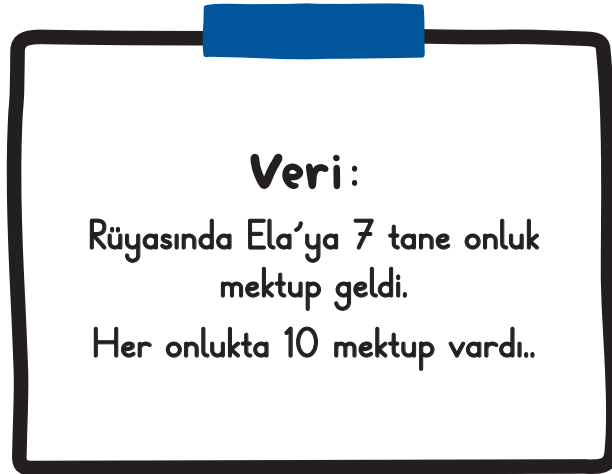 Veri:
Rüyasında Ela'ya 7 tane onluk
mektup geldi.
Her onlukta 10 mektup vardı..